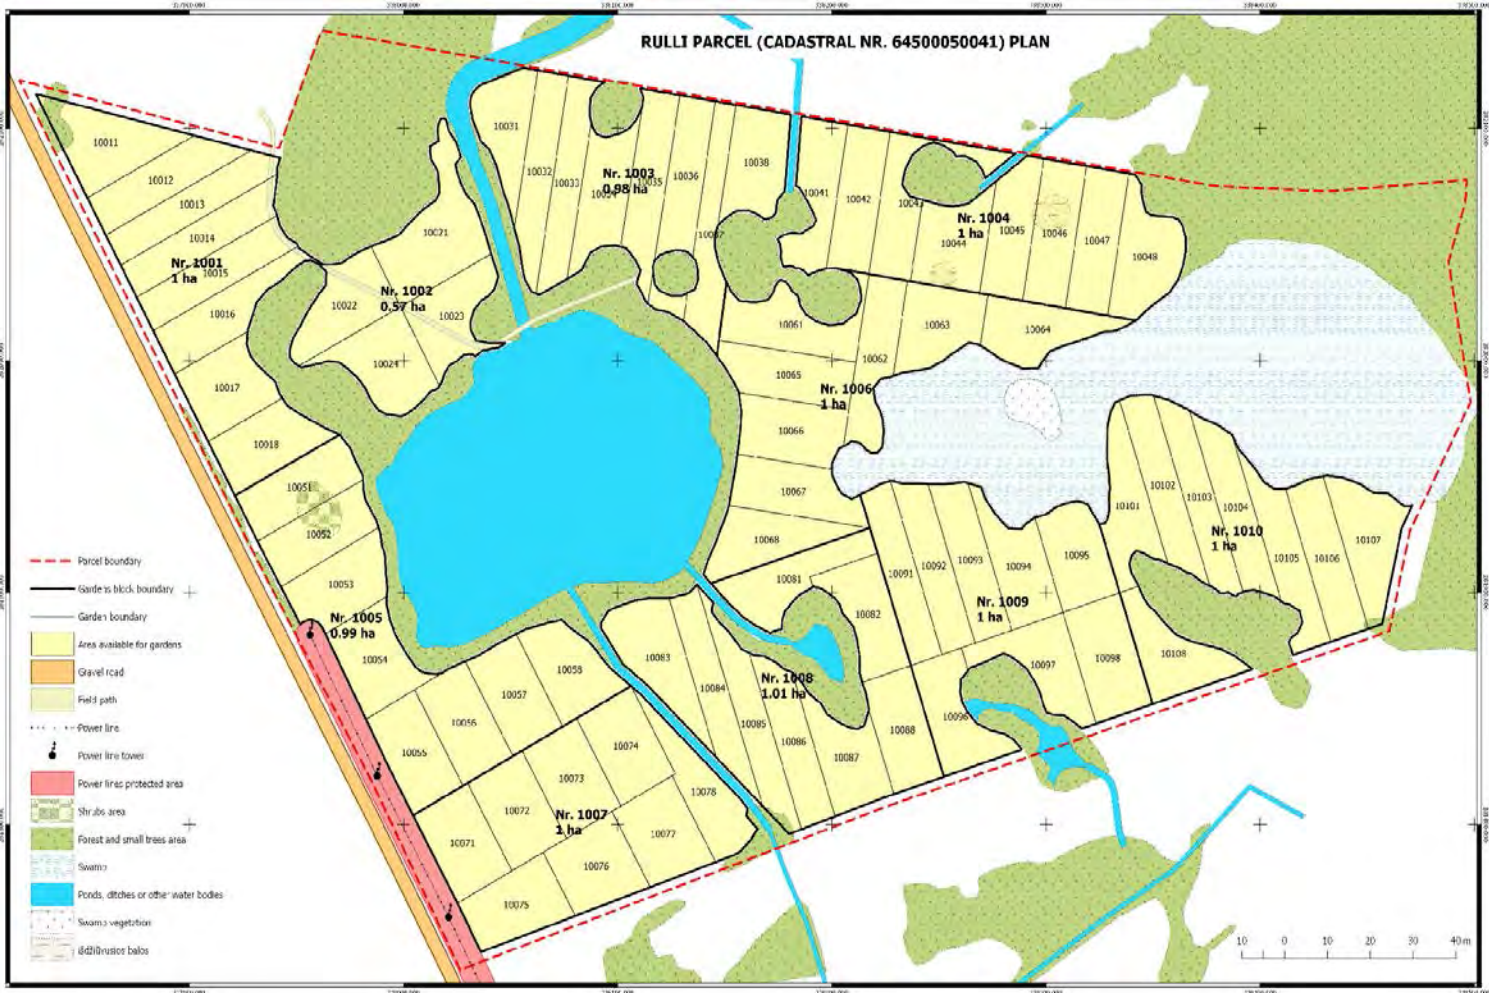 RULLI PARCEL (CADASTRAL NR. 64500050041) PLAN
10011
10012
10013
10014
10015
Nr. 1001
1 ha
10016
10017
10018
10021
10022
Nr. 1002
0.57 ha
10023
10024
10031
10032
10033
Nr. 1003
0.98 ha
10034
10035
10036
10037
10038
10041
10042
10043
Nr. 1004
1 ha
10044
10045
10046
10047
10048
10051
10052
10053
Nr. 1005
0.99 ha
10054
10055
10056
10057
10058
10061
10062
10063
10064
10065
Nr. 1006
1 ha
10066
10067
10068
10071
10072
10073
10074
Nr. 1007
1 ha
10075
10076
10077
10078
10081
10082
10083
10084
Nr. 1008
1.01 ha
10085
10086
10087
10088
10091
10092
10093
10094
10095
Nr. 1009
1 ha
10096
10097
10098
10101
10102
10103
10104
Nr. 1010
1 ha
10105
10106
10107
10108
Parcel boundary
Gardens block boundary
Garden boundary
Area available for gardens
Gravel road
Field path
Power line
Power line tower
Power lines protected area
Shrubs area
Forest and small trees area
Swamp
Ponds, ditches or other water bodies
Swamp vegetation
Išdžiūvusios balos
10 0 10 20 30 40 m